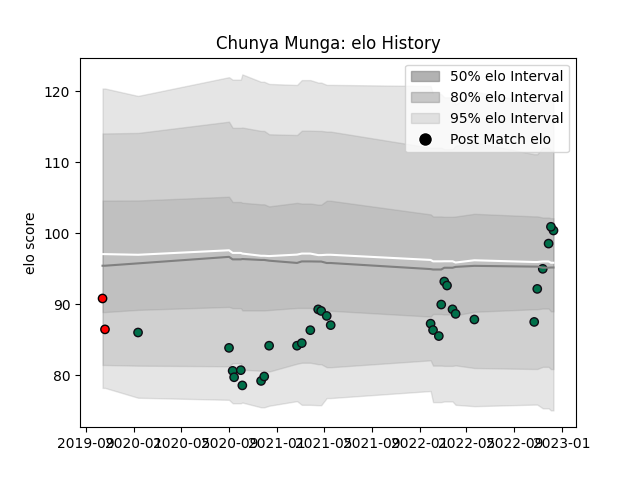 Chunya Munga: elo History
50% elo Interval
80% elo Interval
95% elo Interval
Post Match elo
elo score
120
110
100
90
80
2019-09 2020-01 2020-05 2020-09 2021-01 2021-05 2021-09 2022-01 2022-05 2022-09 2023-01